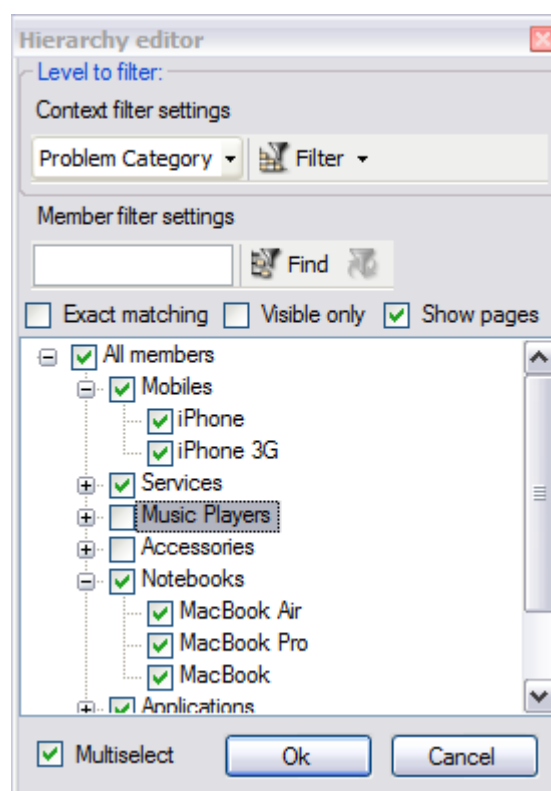 Hierarchy editor
Level to filter:
Context filter settings
Problem Category Filter
Member filter settings
Find
Exact matching Visible only Show pages
All members
Mobiles
iPhone
iPhone 3G
Services
Music Players
Accessories
Notebooks
MacBook Air
MacBook Pro
MacBook
Applications
Multiselect Ok Cancel